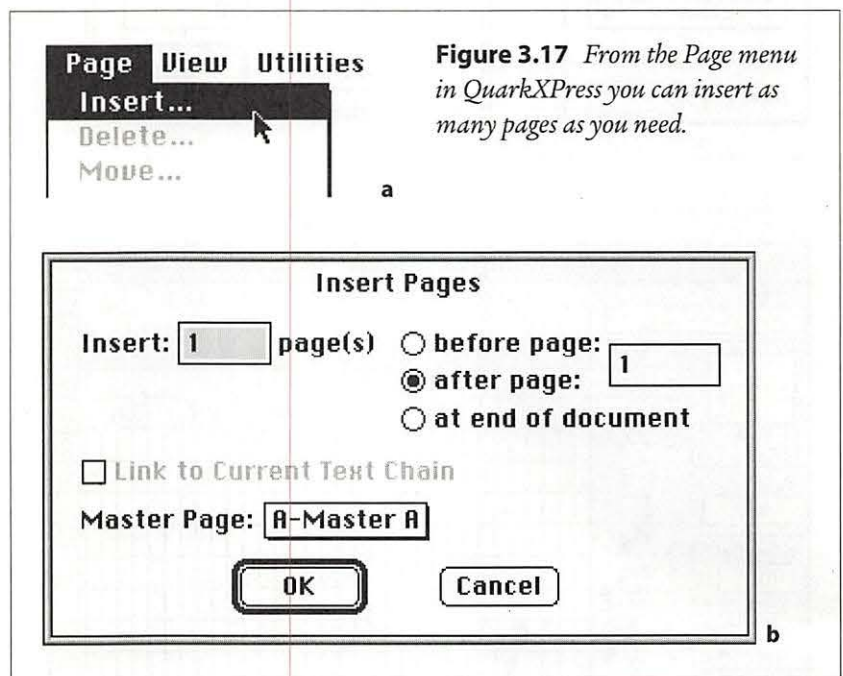 Page View Utilities
Insert...
Delete...
Move...
a
Figure 3.17 From the Page menu
in QuarkXPress you can insert as
many pages as you need.
Insert Pages
Insert: 1 page(s)
before page:
after page:
1
at end of document
Link to Current Text Chain
Master Page: A-Master A
OK Cancel
b